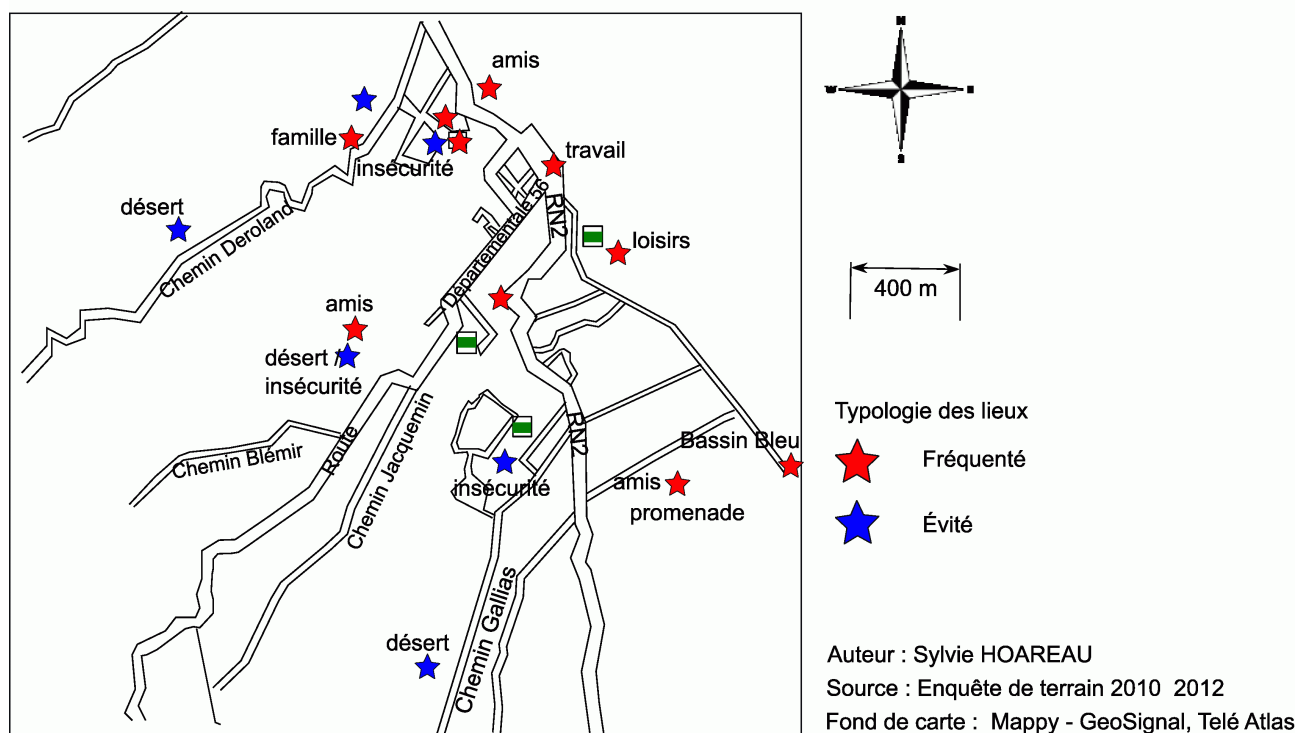 amis
famille
insécurité
travail
désert
Chemin Deroland
Départementale 56
RN2
loisirs
amis
désert /
insécurité
Chemin Blémir
Route
Chemin Jacquemin
RN2
insécurité
Bassin Bleu
amis
promenade
désert
Chemin Gallias
N
W
E
S
400 m
Typologie des lieux
Fréquenté
Évité
Auteur : Sylvie HOAREAU
Source : Enquête de terrain 2010 2012
Fond de carte : Mappy - GeoSignal, Telé Atlas